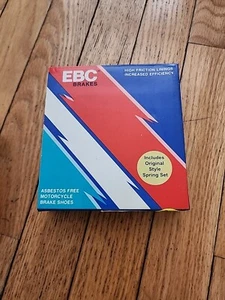 EBC
BRAKES
HIGH FRICTION LININGS
INCREASED EFFICIENCY
Includes
Original
Style
Spring Set
ASBESTOS FREE
MOTORCYCLE
BRAKE SHOES